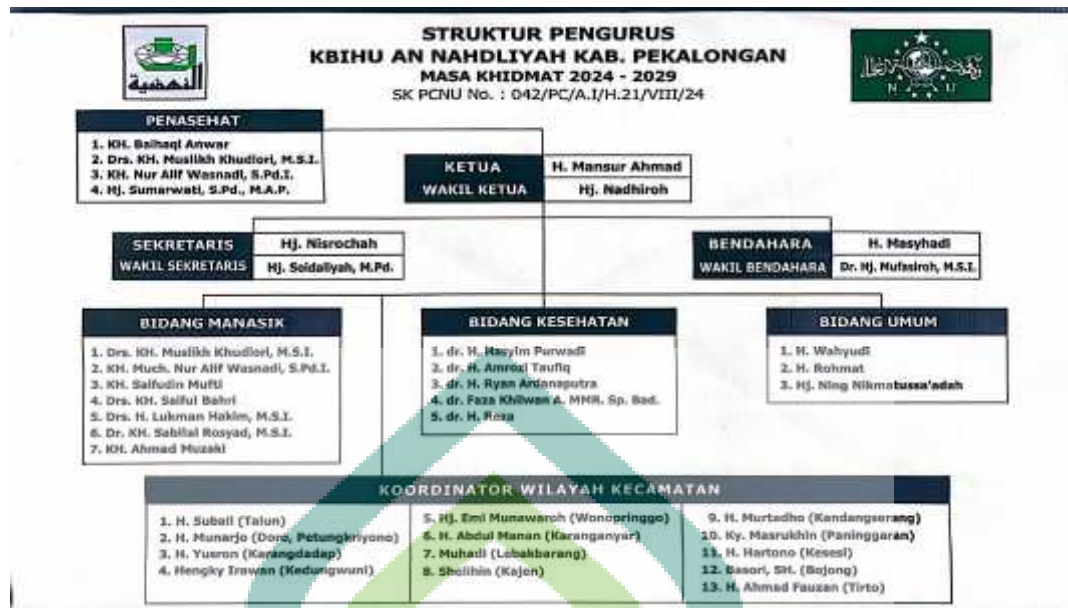 STRUKTUR PENGURUS
KBIHU AN NAHDLIYAH KAB. PEKALONGAN
MASA KHIDMAT 2024 - 2029
SK PCNU No. : 042/PC/A.I/H.21/VIII/24
النهضية
N U
PENASEHAT
1. KH. Baihaqi Anwar
2. Drs. KH. Muslikh Khudlori, M.S.I.
3. KH. Nur Alif Wasnadi, S.Pd.I.
4. Hj. Sumarwati, S.Pd., M.A.P.
KETUA H. Mansur Ahmad
WAKIL KETUA Hj. Nadhiroh
SEKRETARIS Hj. Nisrochah
WAKIL SEKRETARIS Hj. Soidaliyah, M.Pd.
BENDAHARA H. Masyhadi
WAKIL BENDAHARA Dr. Hj. Mufasiroh, M.S.I.
BIDANG MANASIK
1. Drs. KH. Muslikh Khudlori, M.S.I.
2. KH. Much. Nur Alif Wasnadi, S.Pd.I.
3. KH. Saifudin Mufti
4. Drs. KH. Saiful Bahri
5. Drs. H. Lukman Hakim, M.S.I.
6. Dr. KH. Sabilal Rosyad, M.S.I.
7. KH. Ahmad Muzaki
BIDANG KESEHATAN
1. dr. H. Hasyim Purwadi
2. dr. H. Amrozi Taufiq
3. dr. H. Ryan Ardanaputra
4. dr. Faza Khilwan A. MMR. Sp. Bad.
5. dr. H. Reza
BIDANG UMUM
1. H. Wahyudi
2. H. Rohmat
3. Hj. Ning Nikmatussa'adah
KOORDINATOR WILAYAH KECAMATAN
1. H. Subali (Talun)
2. H. Munarjo (Doro, Petungkriyono)
3. H. Yusron (Karangdadap)
4. Hengky Irawan (Kedungwuni)
5. Hj. Emi Munawaroh (Wonopringgo)
6. H. Abdul Manan (Karanganyar)
7. Muhadi (Lebakbarang)
8. Sholihin (Kajen)
9. H. Murtadho (Kandangserang)
10. Ky. Masrukhin (Paninggaran)
11. H. Hartono (Kesesi)
12. Basori, SH. (Bojong)
13. H. Ahmad Fauzan (Tirto)